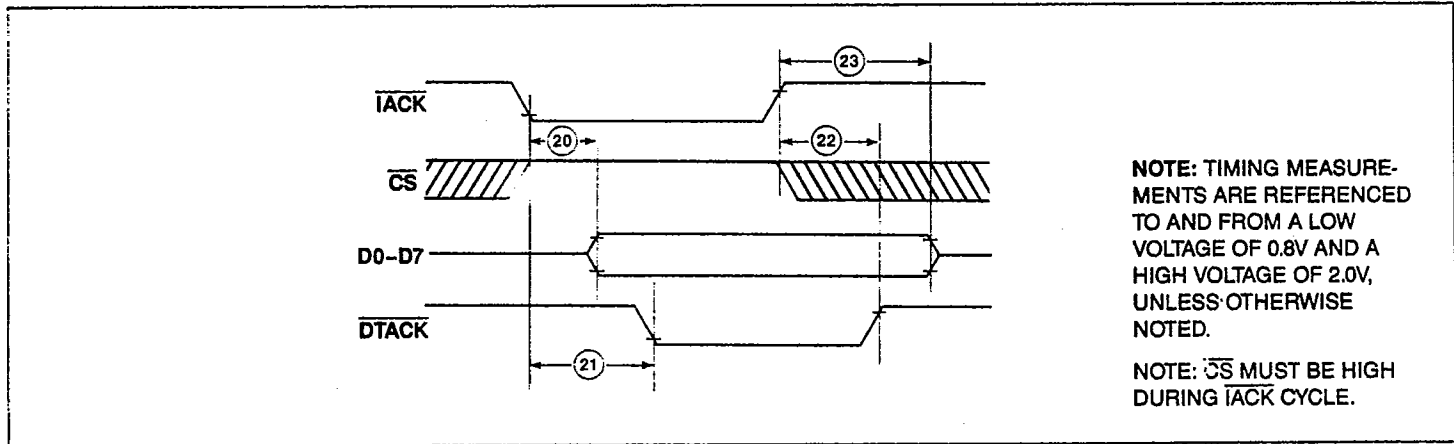 23
IACK
20
22
CS
D0–D7
DTACK
21
NOTE: TIMING MEASURE-
MENTS ARE REFERENCED
TO AND FROM A LOW
VOLTAGE OF 0.8V AND A
HIGH VOLTAGE OF 2.0V,
UNLESS OTHERWISE
NOTED.
NOTE: C̅S̅ MUST BE HIGH
DURING I̅A̅C̅K̅ CYCLE.